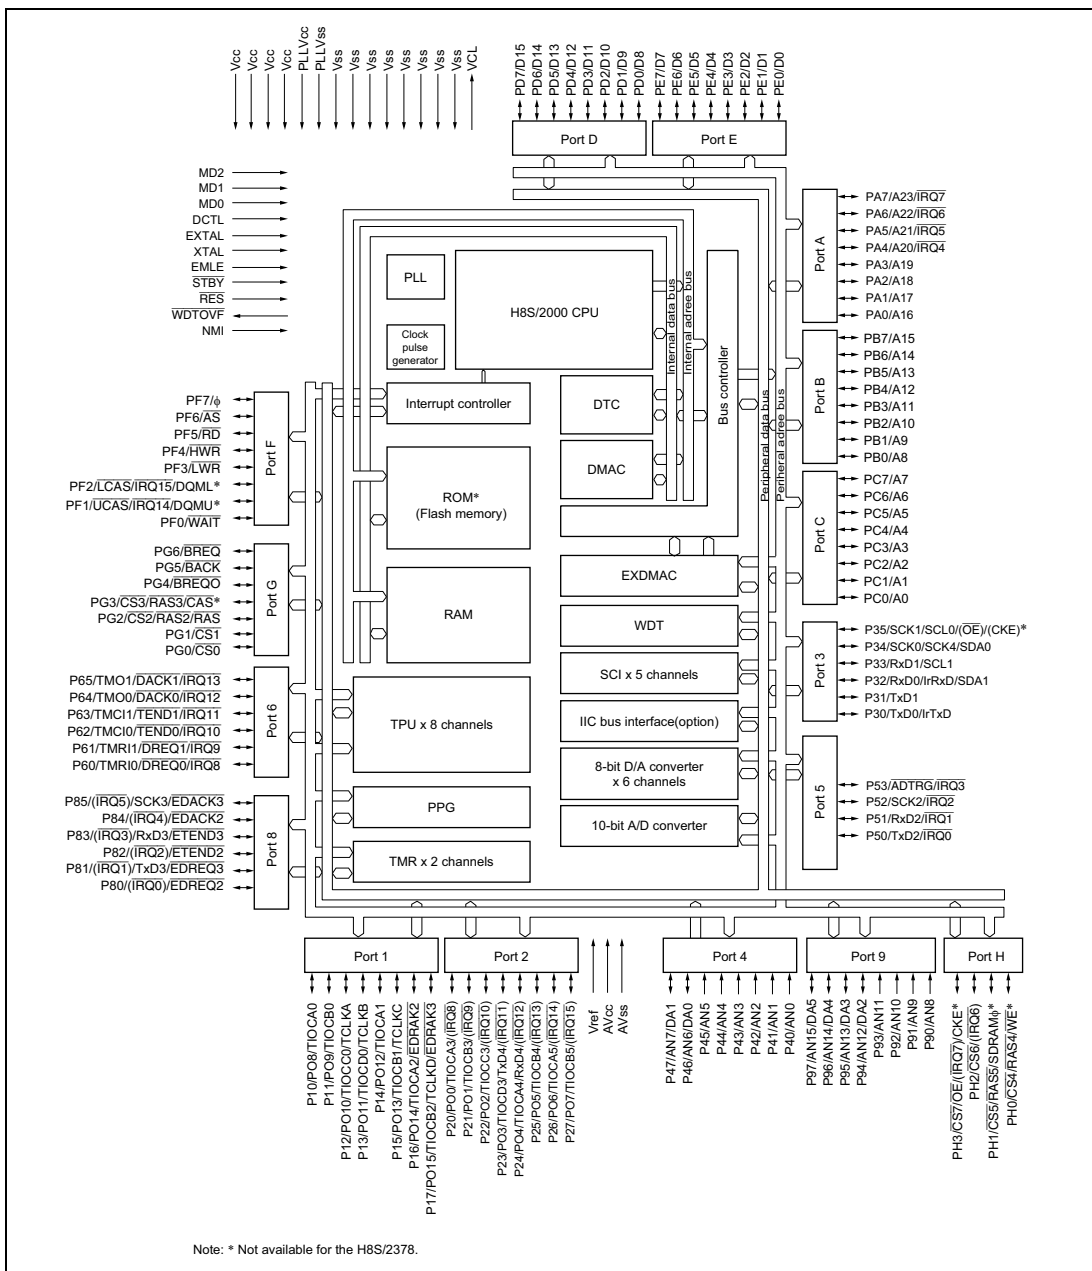 Vcc
Vcc
Vcc
Vcc
PLLVcc
PLLVss
Vss
Vss
Vss
Vss
Vss
Vss
Vss
Vss
VCL
PD7/D15
PD6/D14
PD5/D13
PD4/D12
PD3/D11
PD2/D10
PD1/D9
PD0/D8
PE7/D7
PE6/D6
PE5/D5
PE4/D4
PE3/D3
PE2/D2
PE1/D1
PE0/D0
Port D
Port E
MD2
MD1
MD0
DCTL
EXTAL
XTAL
EMLE
STBY
RES
WDTOVF
NMI
PLL
Clock
pulse
generator
H8S/2000 CPU
Internal data bus
Internal adree bus
Bus controller
Peripheral data bus
Periheral adree bus
Interrupt controller
DTC
DMAC
ROM*
(Flash memory)
RAM
EXDMAC
WDT
SCI x 5 channels
IIC bus interface(option)
8-bit D/A converter
x 6 channels
10-bit A/D converter
TPU x 8 channels
PPG
TMR x 2 channels
Port A
PA7/A23/IRQ7
PA6/A22/IRQ6
PA5/A21/IRQ5
PA4/A20/IRQ4
PA3/A19
PA2/A18
PA1/A17
PA0/A16
Port B
PB7/A15
PB6/A14
PB5/A13
PB4/A12
PB3/A11
PB2/A10
PB1/A9
PB0/A8
Port C
PC7/A7
PC6/A6
PC5/A5
PC4/A4
PC3/A3
PC2/A2
PC1/A1
PC0/A0
Port 3
P35/SCK1/SCL0/(OE)/(CKE)*
P34/SCK0/SCK4/SDA0
P33/RxD1/SCL1
P32/RxD0/IrRxD/SDA1
P31/TxD1
P30/TxD0/IrTxD
Port 5
P53/ADTRG/IRQ3
P52/SCK2/IRQ2
P51/RxD2/IRQ1
P50/TxD2/IRQ0
PF7/ϕ
PF6/AS
PF5/RD
PF4/HWR
PF3/LWR
PF2/LCAS/IRQ15/DQML*
PF1/UCAS/IRQ14/DQMU*
PF0/WAIT
Port F
PG6/BREQ
PG5/BACK
PG4/BREQO
PG3/CS3/RAS3/CAS*
PG2/CS2/RAS2/RAS
PG1/CS1
PG0/CS0
Port G
P65/TMO1/DACK1/IRQ13
P64/TMO0/DACK0/IRQ12
P63/TMCI1/TEND1/IRQ11
P62/TMCI0/TEND0/IRQ10
P61/TMRI1/DREQ1/IRQ9
P60/TMRI0/DREQ0/IRQ8
Port 6
P85/(IRQ5)/SCK3/EDACK3
P84/(IRQ4)/EDACK2
P83/(IRQ3)/RxD3/ETEND3
P82/(IRQ2)/ETEND2
P81/(IRQ1)/TxD3/EDREQ3
P80/(IRQ0)/EDREQ2
Port 8
Port 1
Port 2
Port 4
Port 9
Port H
P10/PO8/TIOCA0
P11/PO9/TIOCB0
P12/PO10/TIOCC0/TCLKA
P13/PO11/TIOCD0/TCLKB
P14/PO12/TIOCA1
P15/PO13/TIOCB1/TCLKC
P16/PO14/TIOCA2/EDRAK2
P17/PO15/TIOCB2/TCLKD/EDRAK3
P20/PO0/TIOCA3/(IRQ8)
P21/PO1/TIOCB3/(IRQ9)
P22/PO2/TIOCC3/(IRQ10)
P23/PO3/TIOCD3/TxD4/(IRQ11)
P24/PO4/TIOCA4/RxD4/(IRQ12)
P25/PO5/TIOCB4/(IRQ13)
P26/PO6/TIOCA5/(IRQ14)
P27/PO7/TIOCB5/(IRQ15)
Vref
AVcc
AVss
P47/AN7/DA1
P46/AN6/DA0
P45/AN5
P44/AN4
P43/AN3
P42/AN2
P41/AN1
P40/AN0
P97/AN15/DA5
P96/AN14/DA4
P95/AN13/DA3
P94/AN12/DA2
P93/AN11
P92/AN10
P91/AN9
P90/AN8
PH3/CS7/OE/(IRQ7)/CKE*
PH2/CS6/(IRQ6)
PH1/CS5/RAS5/SDRAMϕ*
PH0/CS4/RAS4/WE*
Note: * Not available for the H8S/2378.